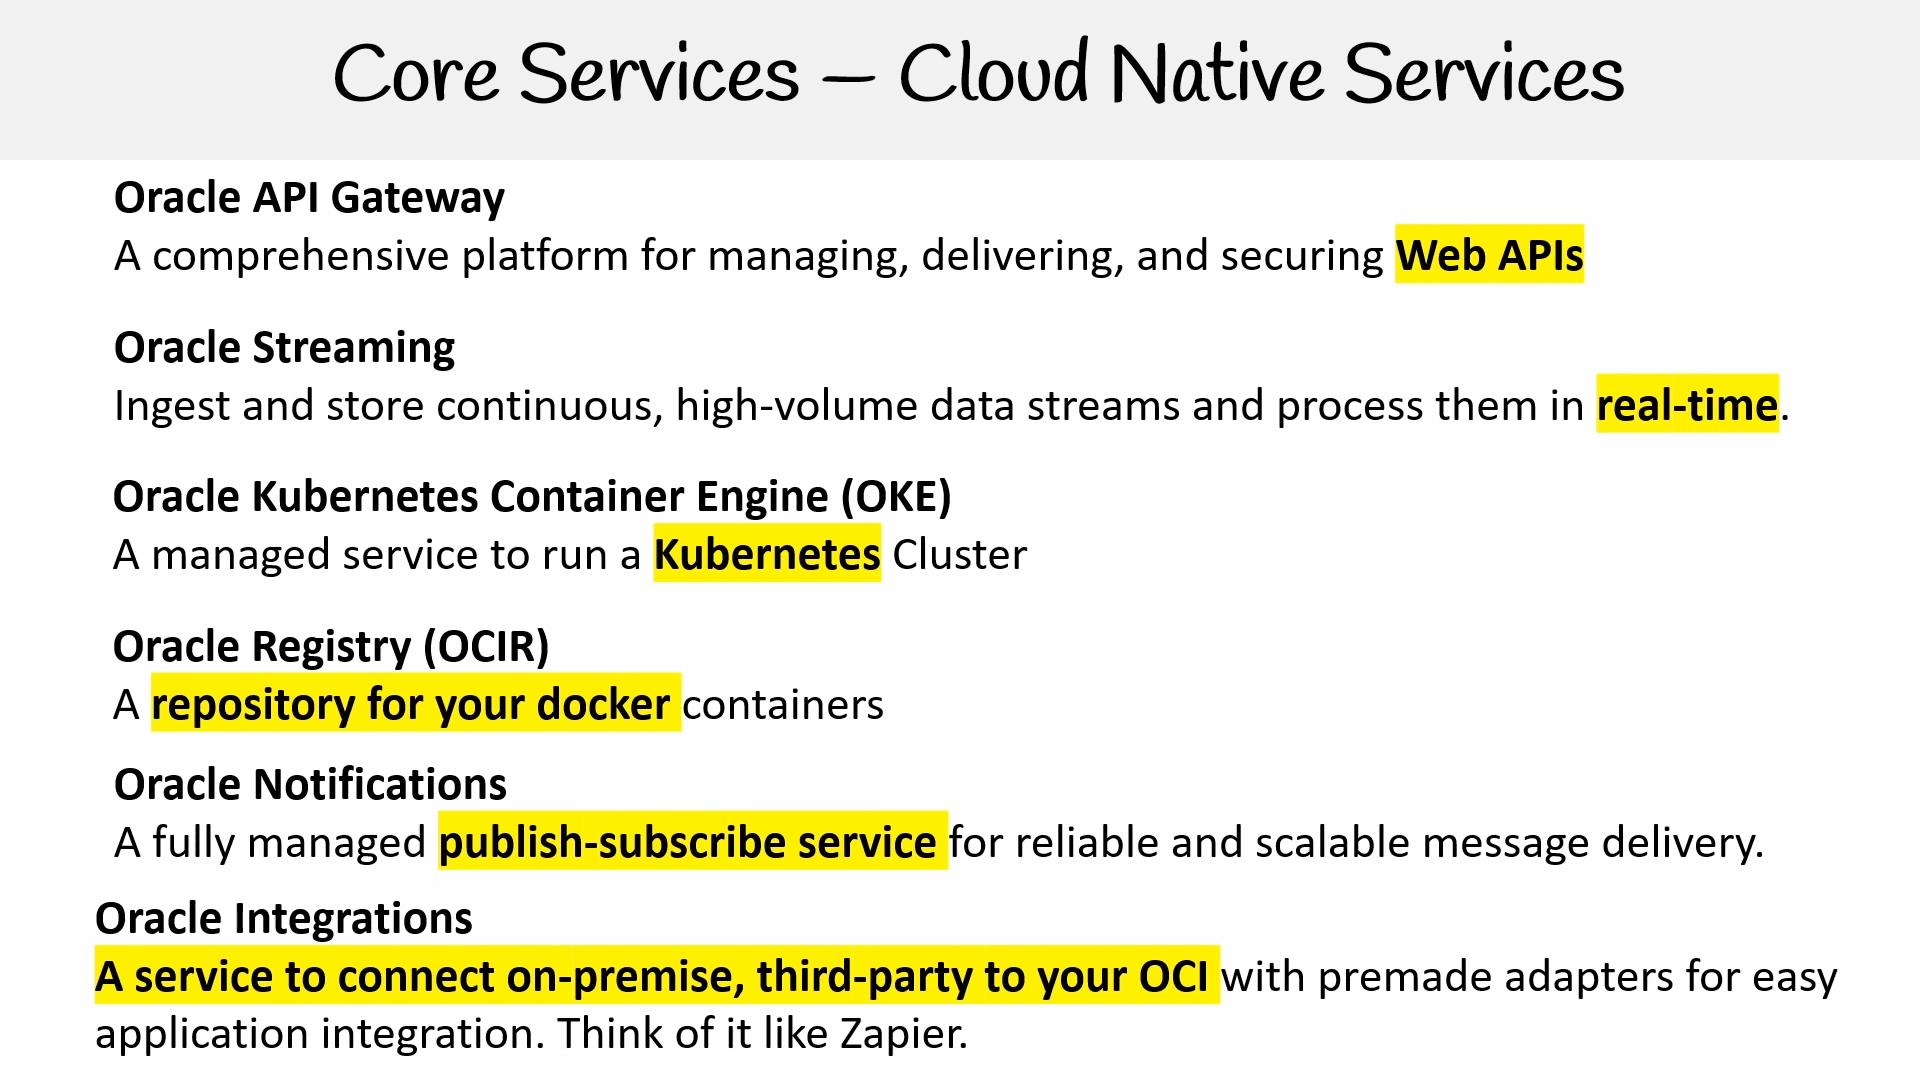 Core Services – Cloud Native Services
Oracle API Gateway
A comprehensive platform for managing, delivering, and securing Web APIs
Oracle Streaming
Ingest and store continuous, high-volume data streams and process them in real-time.
Oracle Kubernetes Container Engine (OKE)
A managed service to run a Kubernetes Cluster
Oracle Registry (OCIR)
A repository for your docker containers
Oracle Notifications
A fully managed publish-subscribe service for reliable and scalable message delivery.
Oracle Integrations
A service to connect on-premise, third-party to your OCI with premade adapters for easy
application integration. Think of it like Zapier.